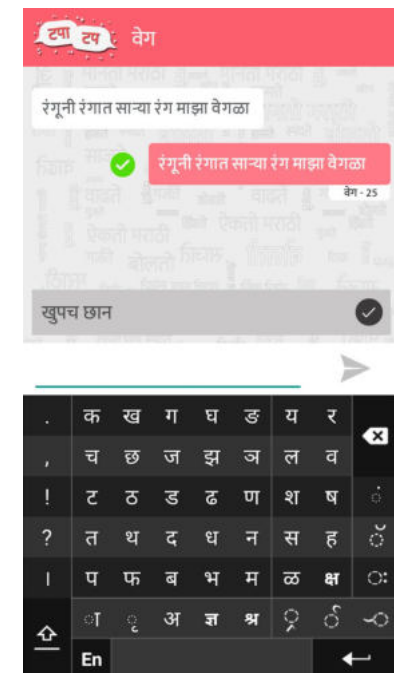 टपा टप वेग
रंगूनी रंगात साऱ्या रंग माझा वेगळा
रंगूनी रंगात साऱ्या रंग माझा वेगळा
वेग - 25
खुपच छान
. क ख ग घ ङ य र
, च छ ज झ ञ ल व
! ट ठ ड ढ ण श ष ं
? त थ द ध न स ह ॅ
। प फ ब भ म ळ क्ष ः
ा ृ अ ज्ञ श्र
En